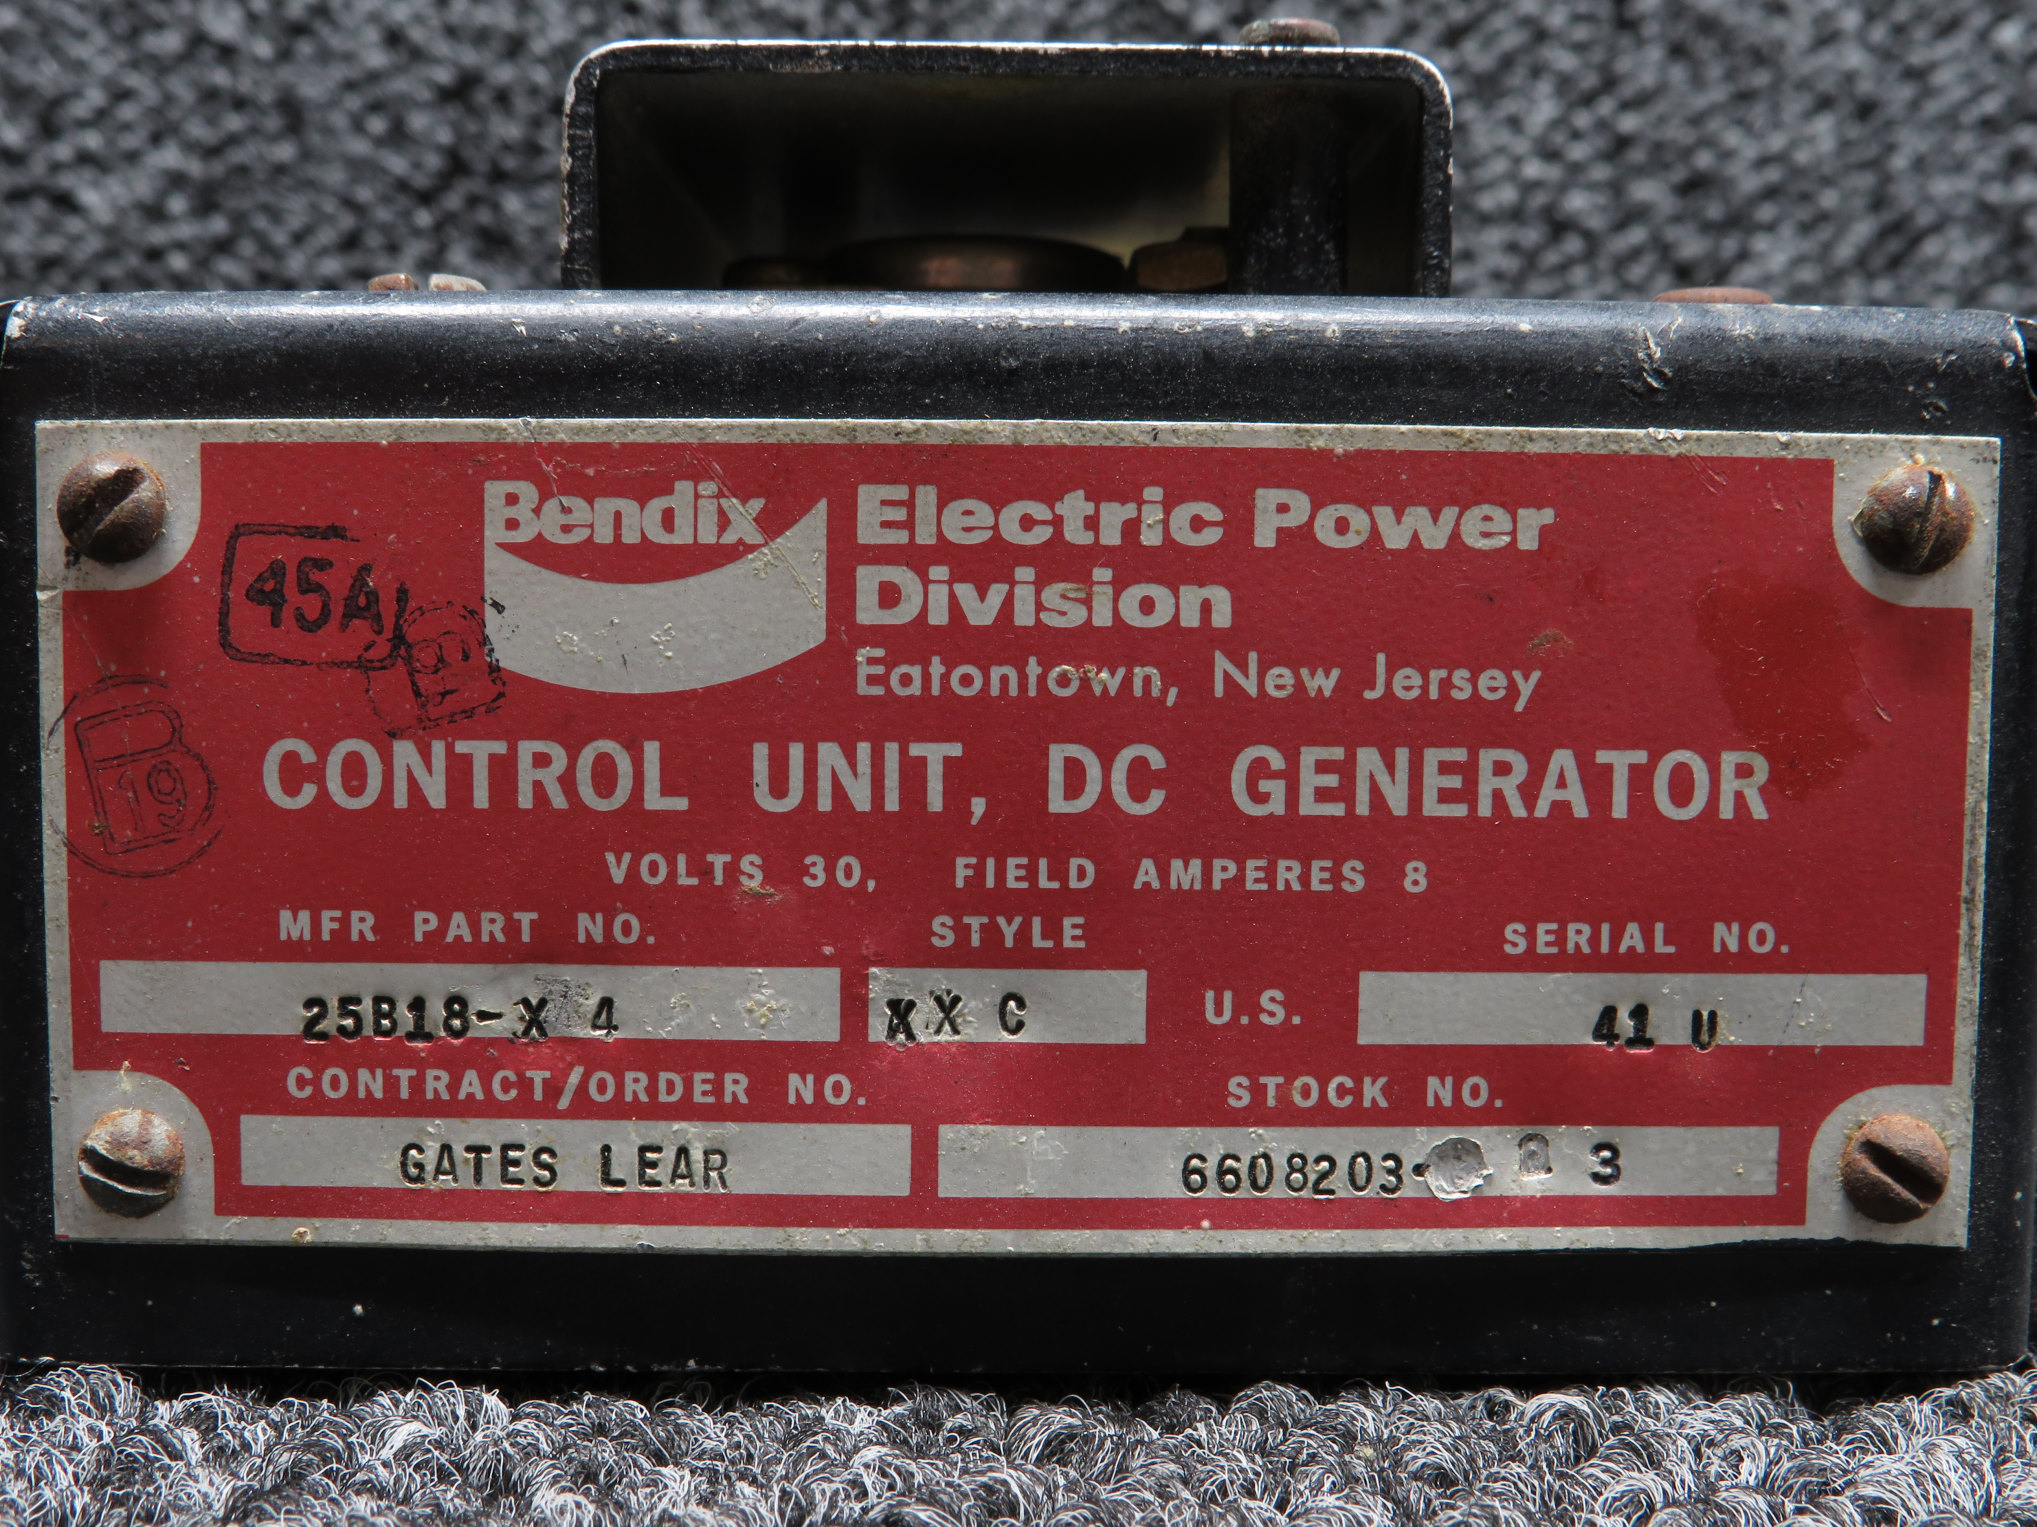 Bendix Electric Power
Division
Eatontown, New Jersey
45A
19
CONTROL UNIT, DC GENERATOR
VOLTS 30, FIELD AMPERES 8
MFR PART NO. STYLE SERIAL NO.
25B18-X 4 XX C U.S. 41 U
CONTRACT/ORDER NO. STOCK NO.
GATES LEAR 6608203- 3